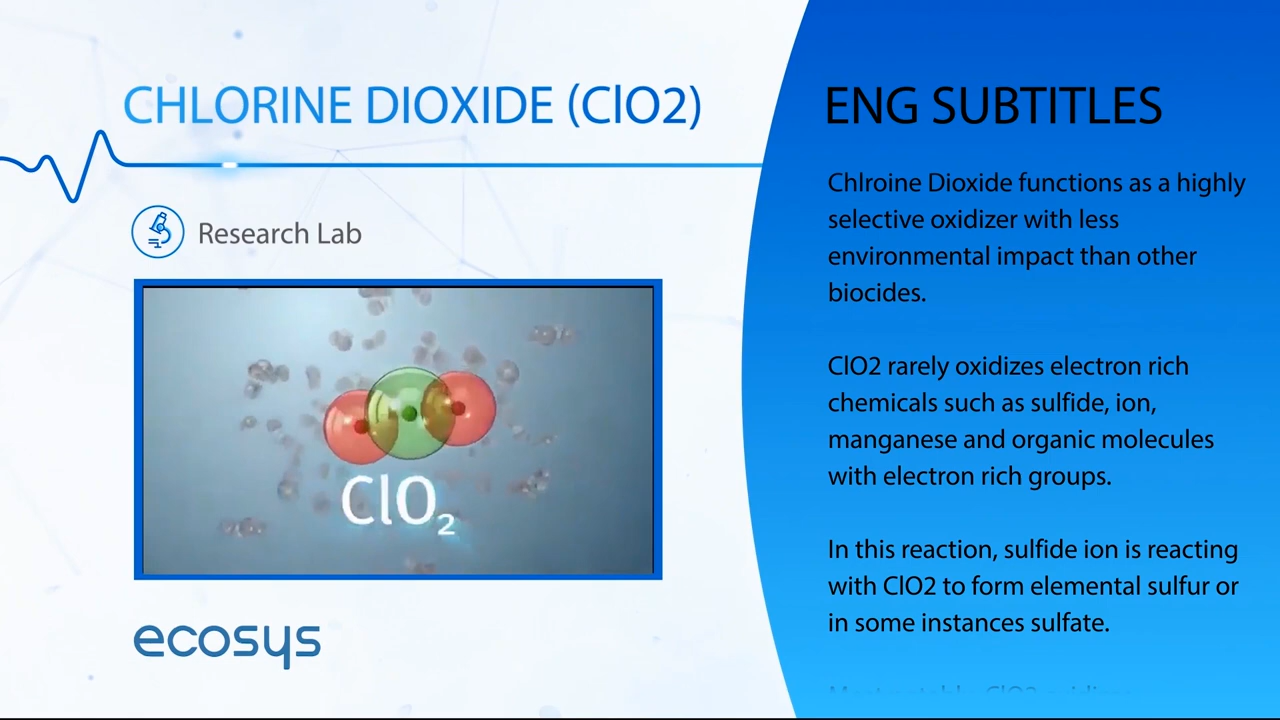 CHLORINE DIOXIDE (ClO2)
Research Lab
ClO₂
ecosys
ENG SUBTITLES
Chlroine Dioxide functions as a highly
selective oxidizer with less
environmental impact than other
biocides.
ClO2 rarely oxidizes electron rich
chemicals such as sulfide, ion,
manganese and organic molecules
with electron rich groups.
In this reaction, sulfide ion is reacting
with ClO2 to form elemental sulfur or
in some instances sulfate.